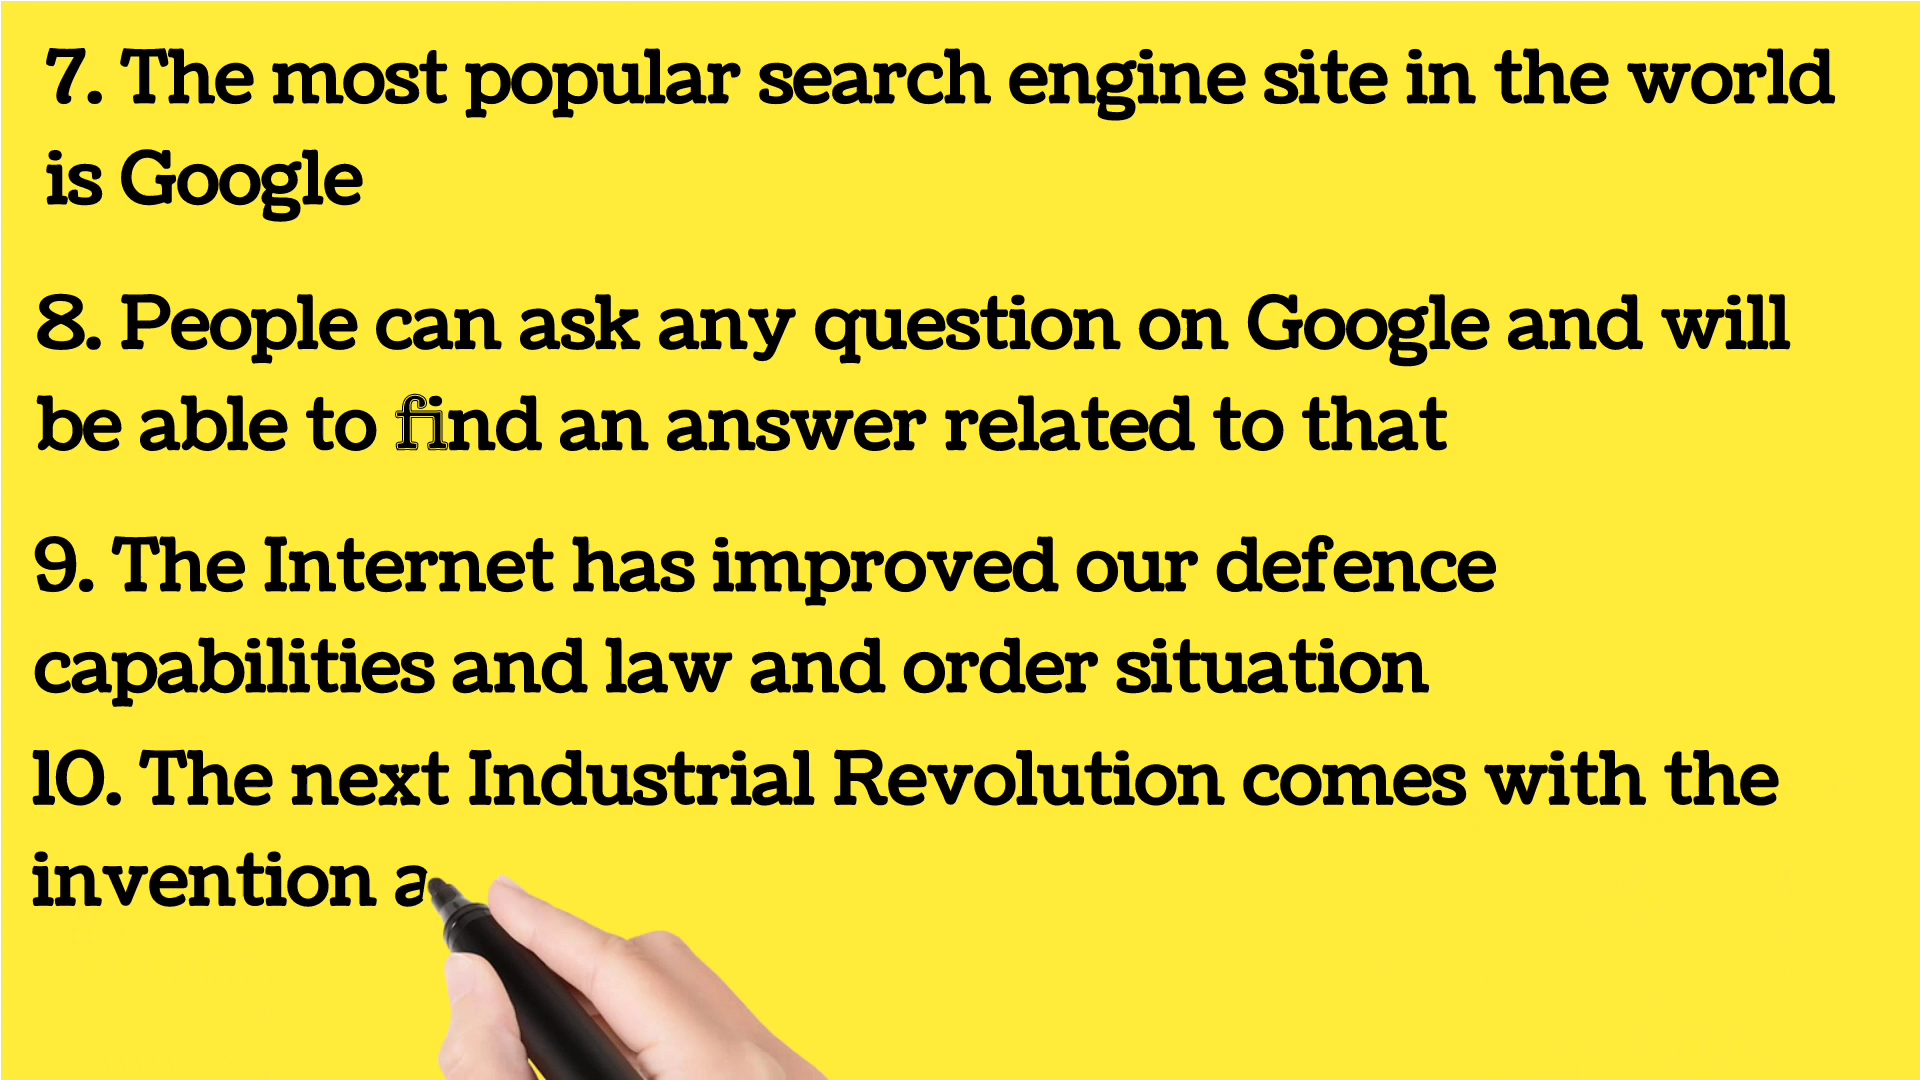 7. The most popular search engine site in the world
is Google
8. People can ask any question on Google and will
be able to find an answer related to that
9. The Internet has improved our defence
capabilities and law and order situation
10. The next Industrial Revolution comes with the
invention a